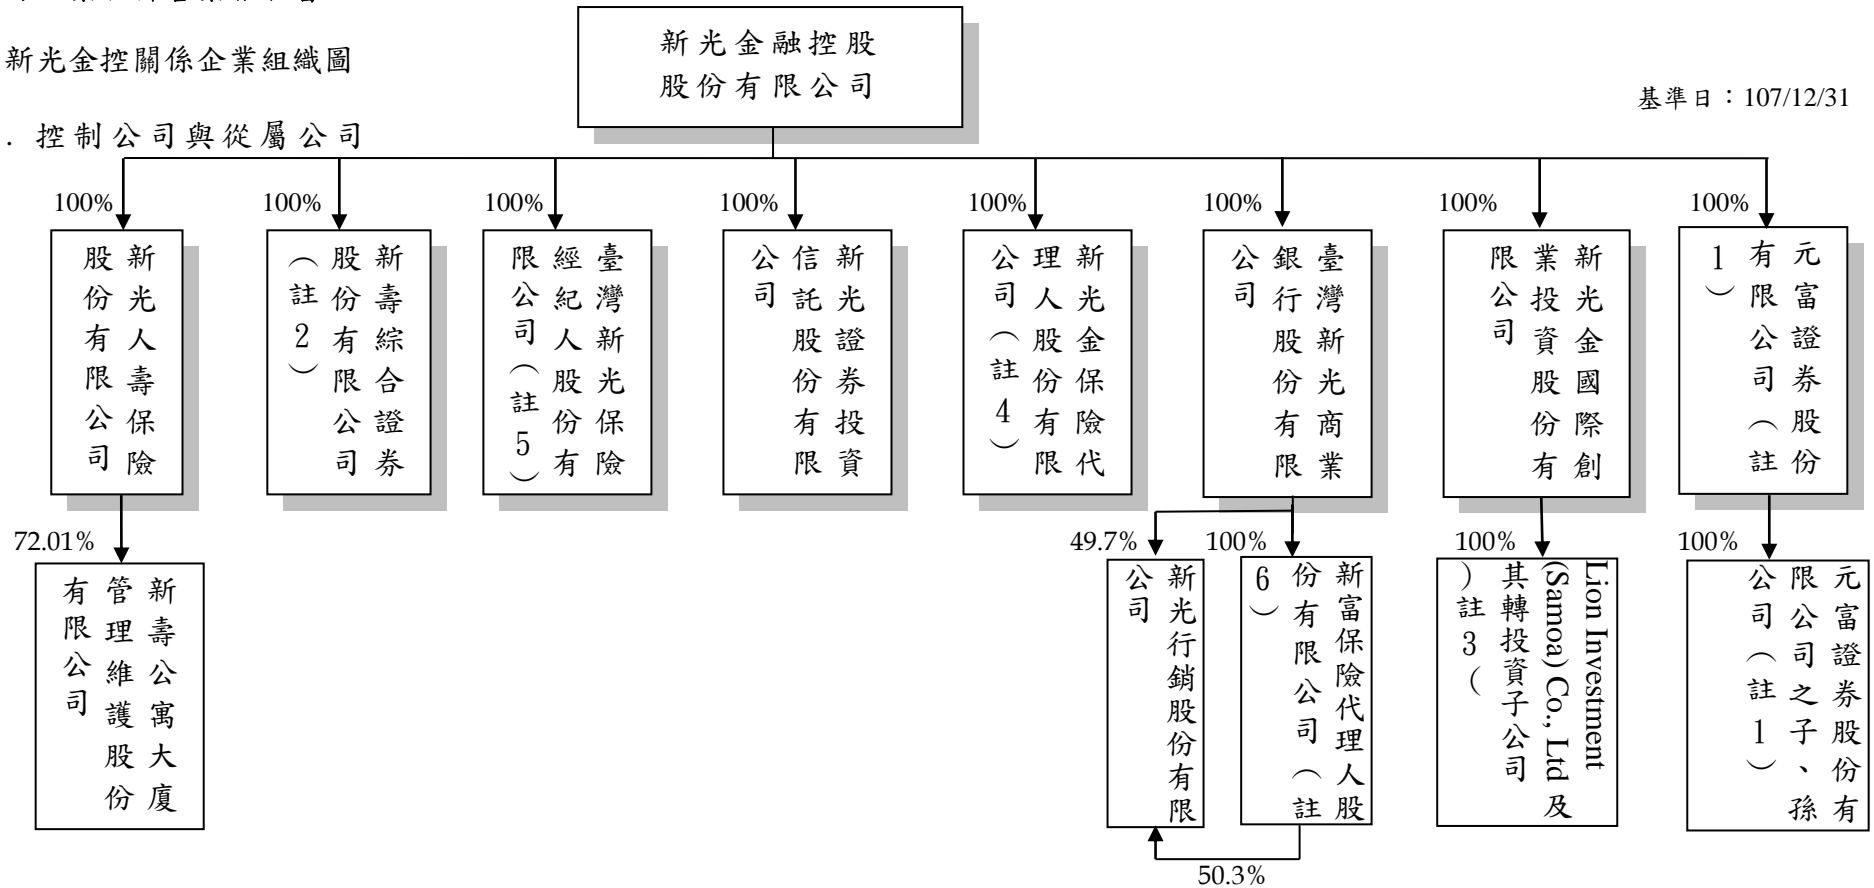 新光金控關係企業組織圖
新光金融控股
股份有限公司
基準日：107/12/31
. 控制公司與從屬公司
100%
100%
100%
100%
100%
100%
100%
100%
新光人壽保險
股份有限公司
新壽綜合證券
股份有限公司
（註2）
臺灣新光保險
經紀人股份有
限公司（註5）
新光證券投資
信託股份有限
公司
新光金保險代
理人股份有限
公司（註4）
臺灣新光商業
銀行股份有限
公司
新光金國際創
業投資股份有
限公司
元富證券股份
有限公司（註
1）
72.01%
49.7%
100%
100%
100%
新壽公寓大廈
管理維護股份
有限公司
新光行銷股份有限
公司
新富保險代理人股
份有限公司（註
6）
Lion Investment
(Samoa) Co., Ltd 及
其轉投資子公司
）註3（
元富證券股份有
限公司之子、孫
公司（註1）
50.3%